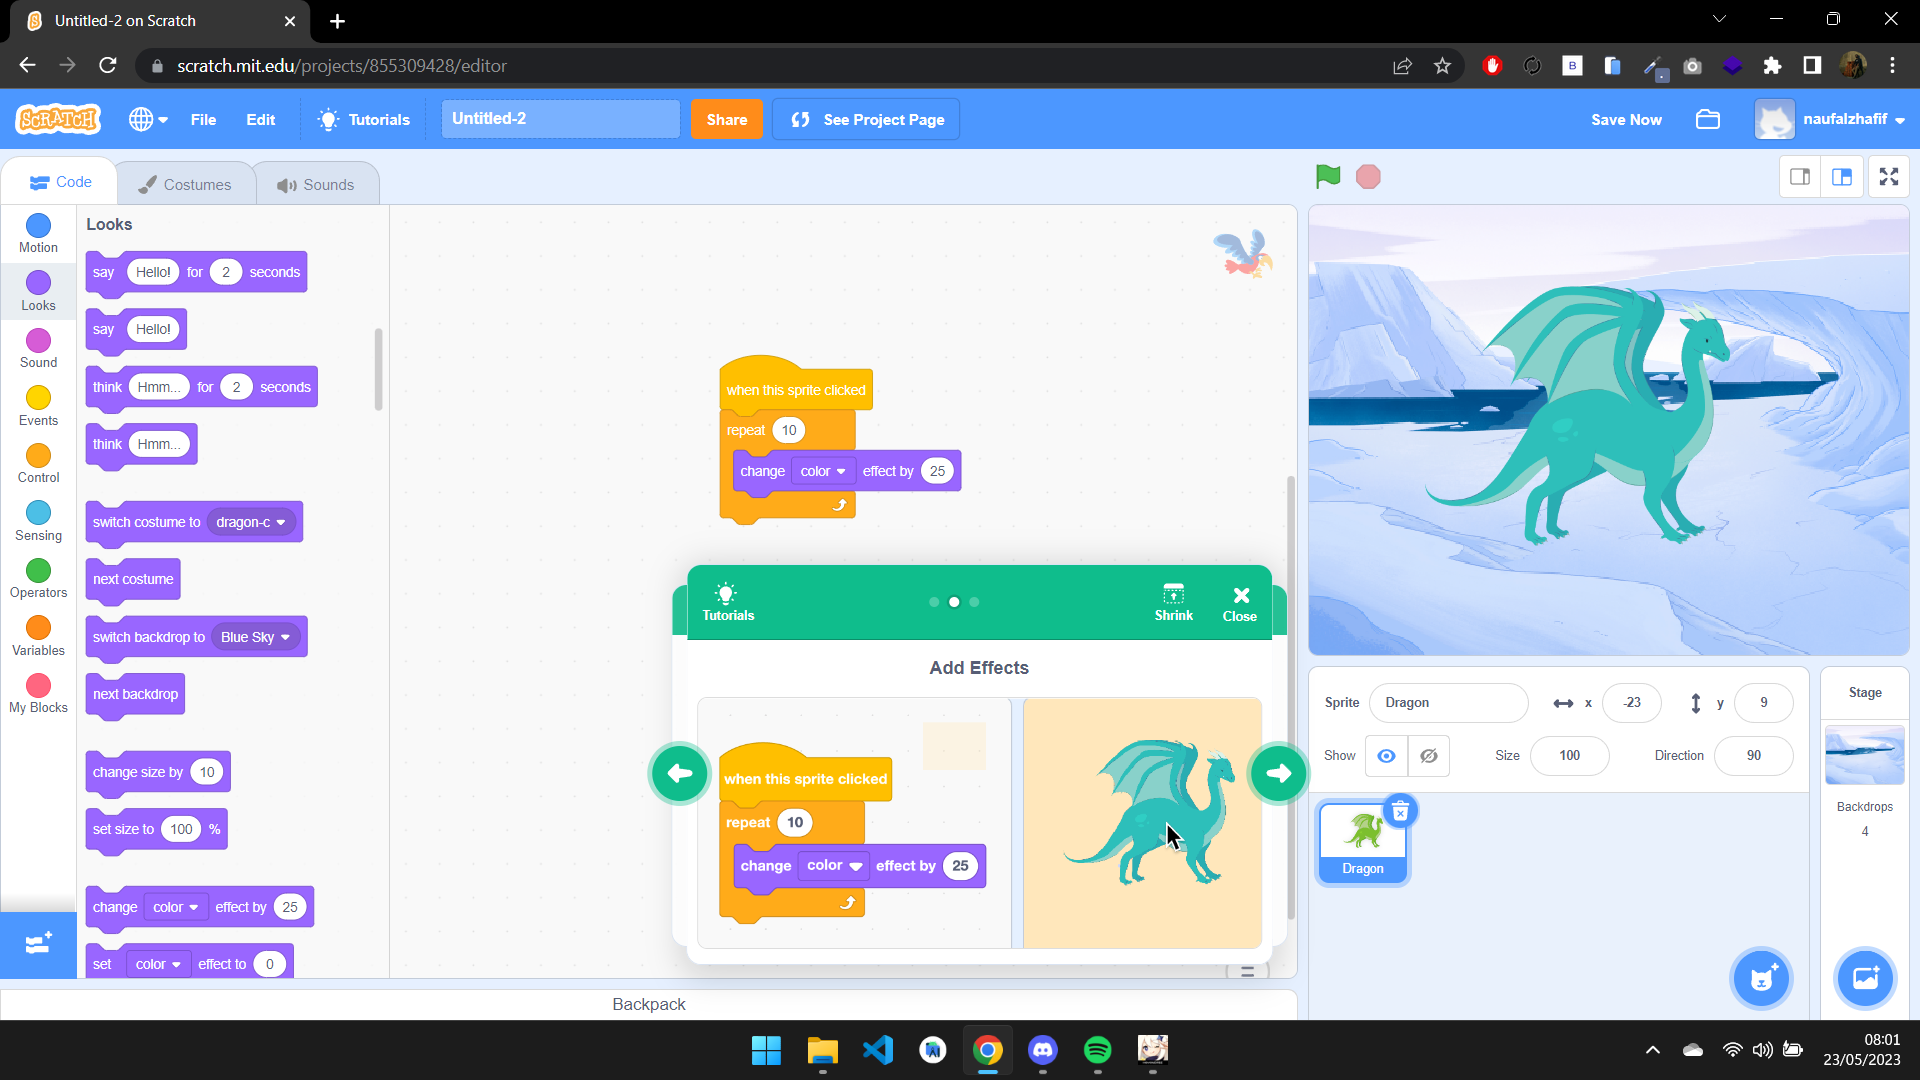 Untitled-2 on Scratch
scratch.mit.edu/projects/855309428/editor
SCRATCH
File
Edit
Tutorials
Untitled-2
Share
See Project Page
Save Now
naufalzhafif
Code
Costumes
Sounds
Motion
Looks
Sound
Events
Control
Sensing
Operators
Variables
My Blocks
Looks
say Hello! for 2 seconds
say Hello!
think Hmm... for 2 seconds
think Hmm...
switch costume to dragon-c
next costume
switch backdrop to Blue Sky
next backdrop
change size by 10
set size to 100 %
change color effect by 25
set color effect to 0
when this sprite clicked
repeat 10
change color effect by 25
Tutorials
Shrink
Close
Add Effects
when this sprite clicked
repeat 10
change color effect by 25
Backpack
Sprite Dragon x -23 y 9
Show Size 100 Direction 90
Dragon
Stage
Backdrops
4
08:01
23/05/2023